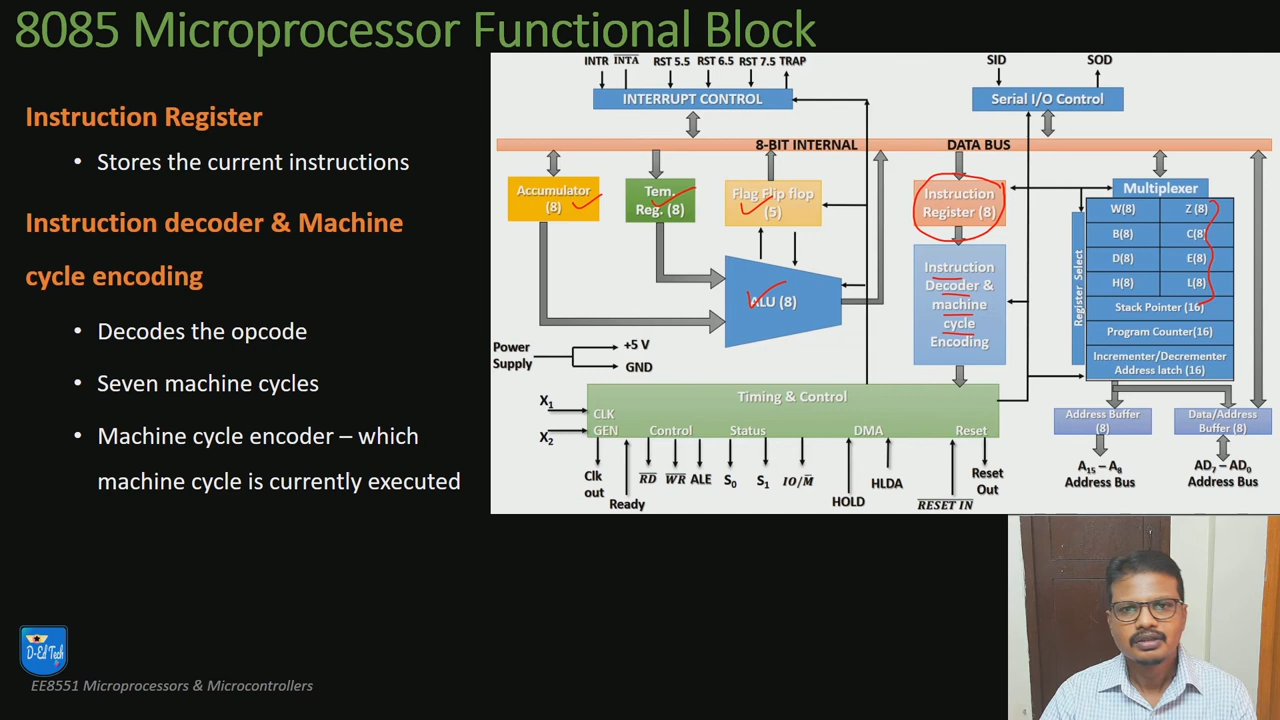 8085 Microprocessor Functional Block
Instruction Register
• Stores the current instructions
Instruction decoder & Machine
cycle encoding
• Decodes the opcode
• Seven machine cycles
• Machine cycle encoder – which
machine cycle is currently executed
INTR INTA RST 5.5 RST 6.5 RST 7.5 TRAP
SID SOD
INTERRUPT CONTROL
Serial I/O Control
8-BIT INTERNAL DATA BUS
Accumulator
(8)
Tem.
Reg. (8)
Flag Flip flop
(5)
Instruction
Register (8)
Multiplexer
W(8) Z (8)
B(8) C(8)
D(8) E(8)
H(8) L(8)
Stack Pointer (16)
Program Counter(16)
Incrementer/Decrementer
Address latch (16)
Register Select
Instruction
Decoder &
machine
cycle
Encoding
ALU (8)
Power
Supply
+5 V
GND
X1
X2
Timing & Control
CLK
GEN Control Status DMA Reset
Clk
out
Ready
RD WR ALE S0 S1 IO/M
HOLD
HLDA
RESET IN
Reset
Out
Address Buffer
(8)
Data/Address
Buffer (8)
A15 – A8
Address Bus
AD7 – AD0
Address Bus
D-Ed Tech
EE8551 Microprocessors & Microcontrollers